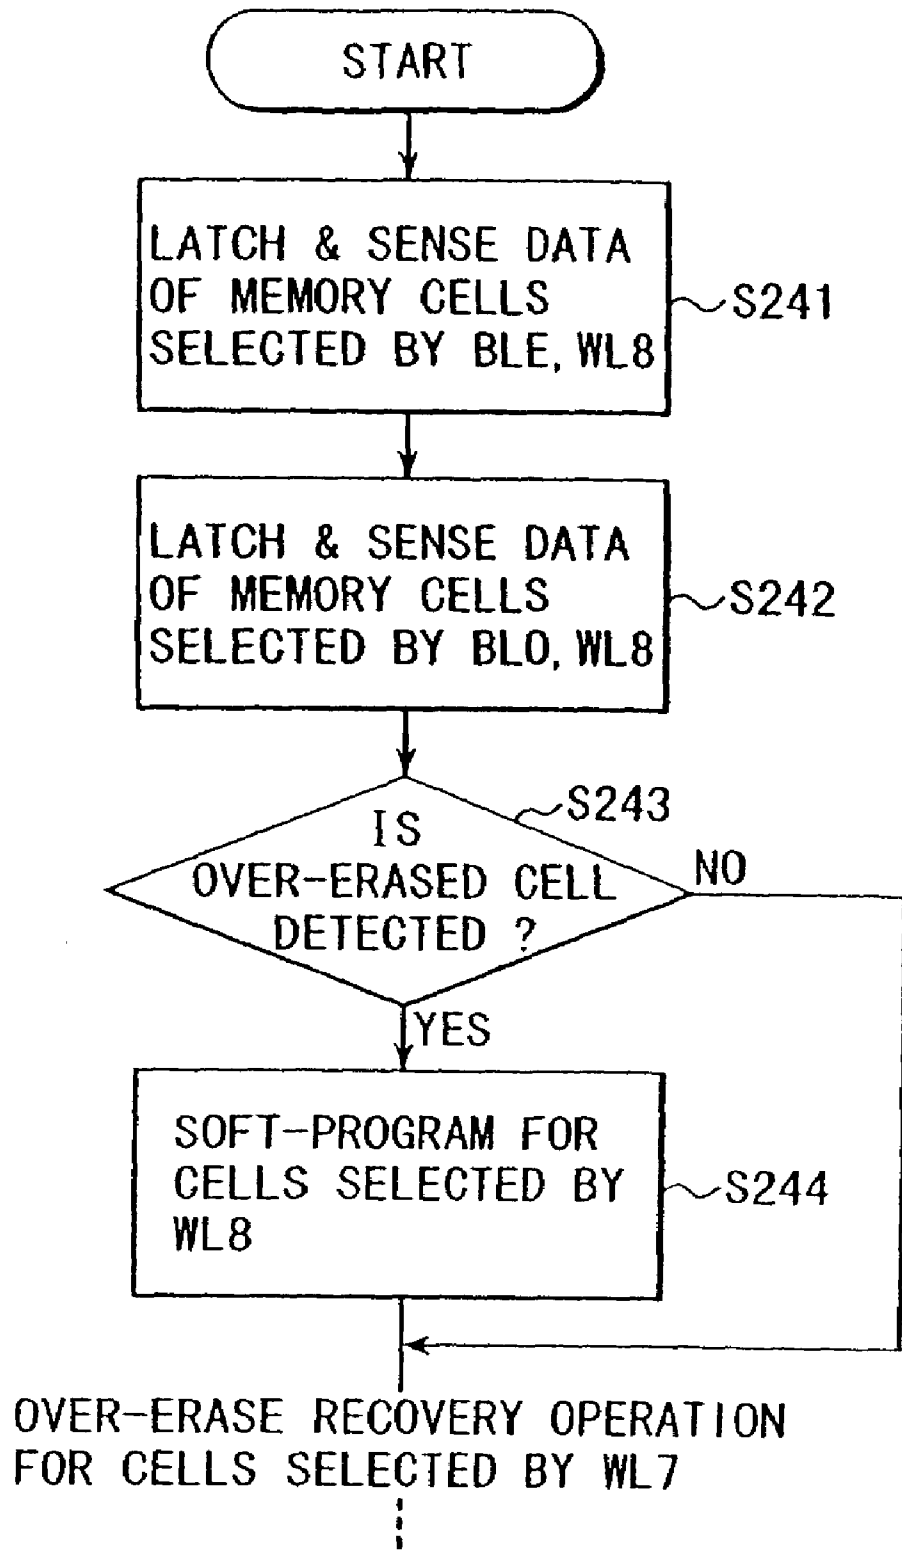 START
LATCH & SENSE DATA
OF MEMORY CELLS
SELECTED BY BLE, WL8
S241
LATCH & SENSE DATA
OF MEMORY CELLS
SELECTED BY BLO, WL8
S242
S243
IS
OVER-ERASED CELL
DETECTED ?
NO
YES
SOFT-PROGRAM FOR
CELLS SELECTED BY
WL8
S244
OVER-ERASE RECOVERY OPERATION
FOR CELLS SELECTED BY WL7